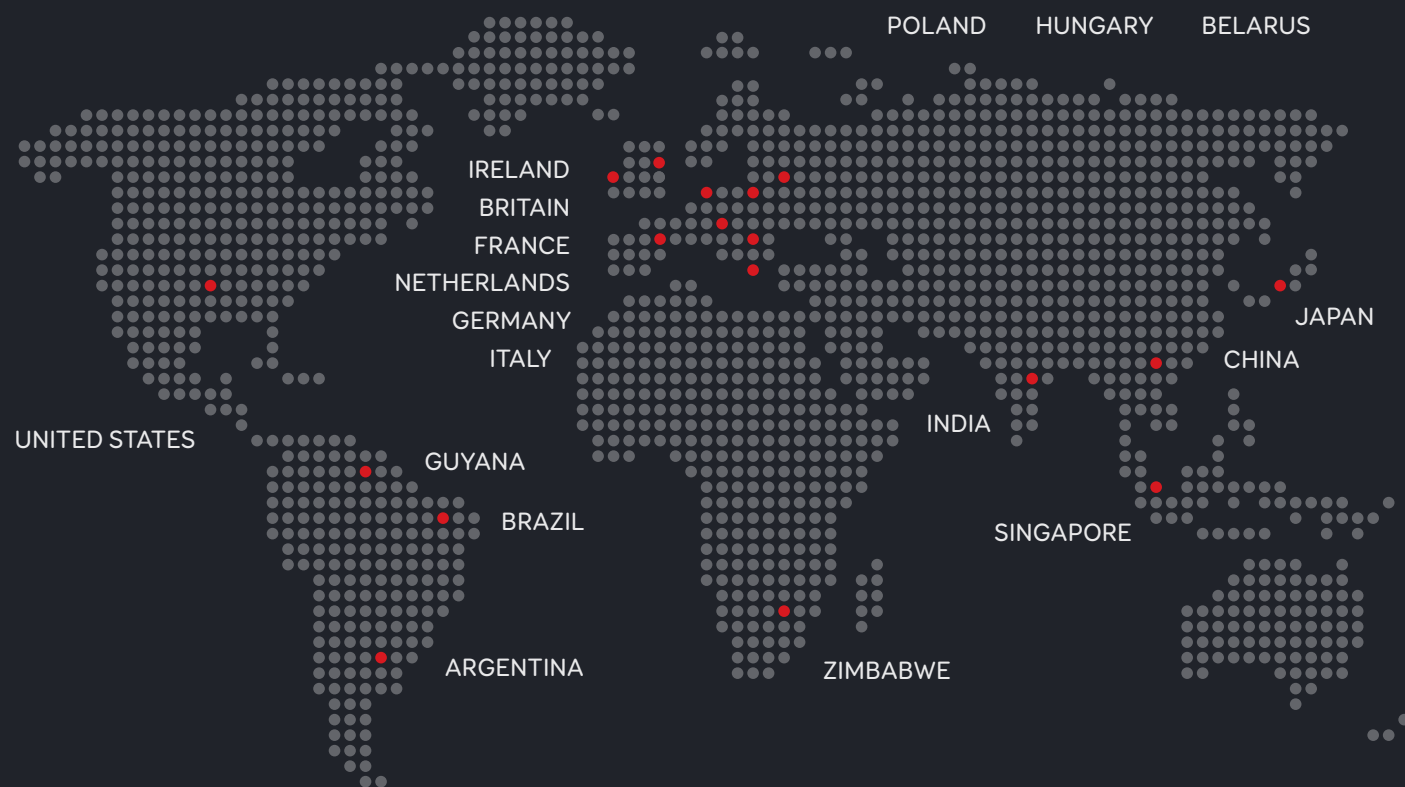 POLAND HUNGARY BELARUS
IRELAND
BRITAIN
FRANCE
NETHERLANDS
GERMANY
ITALY
JAPAN
CHINA
INDIA
UNITED STATES
GUYANA
BRAZIL
SINGAPORE
ARGENTINA
ZIMBABWE